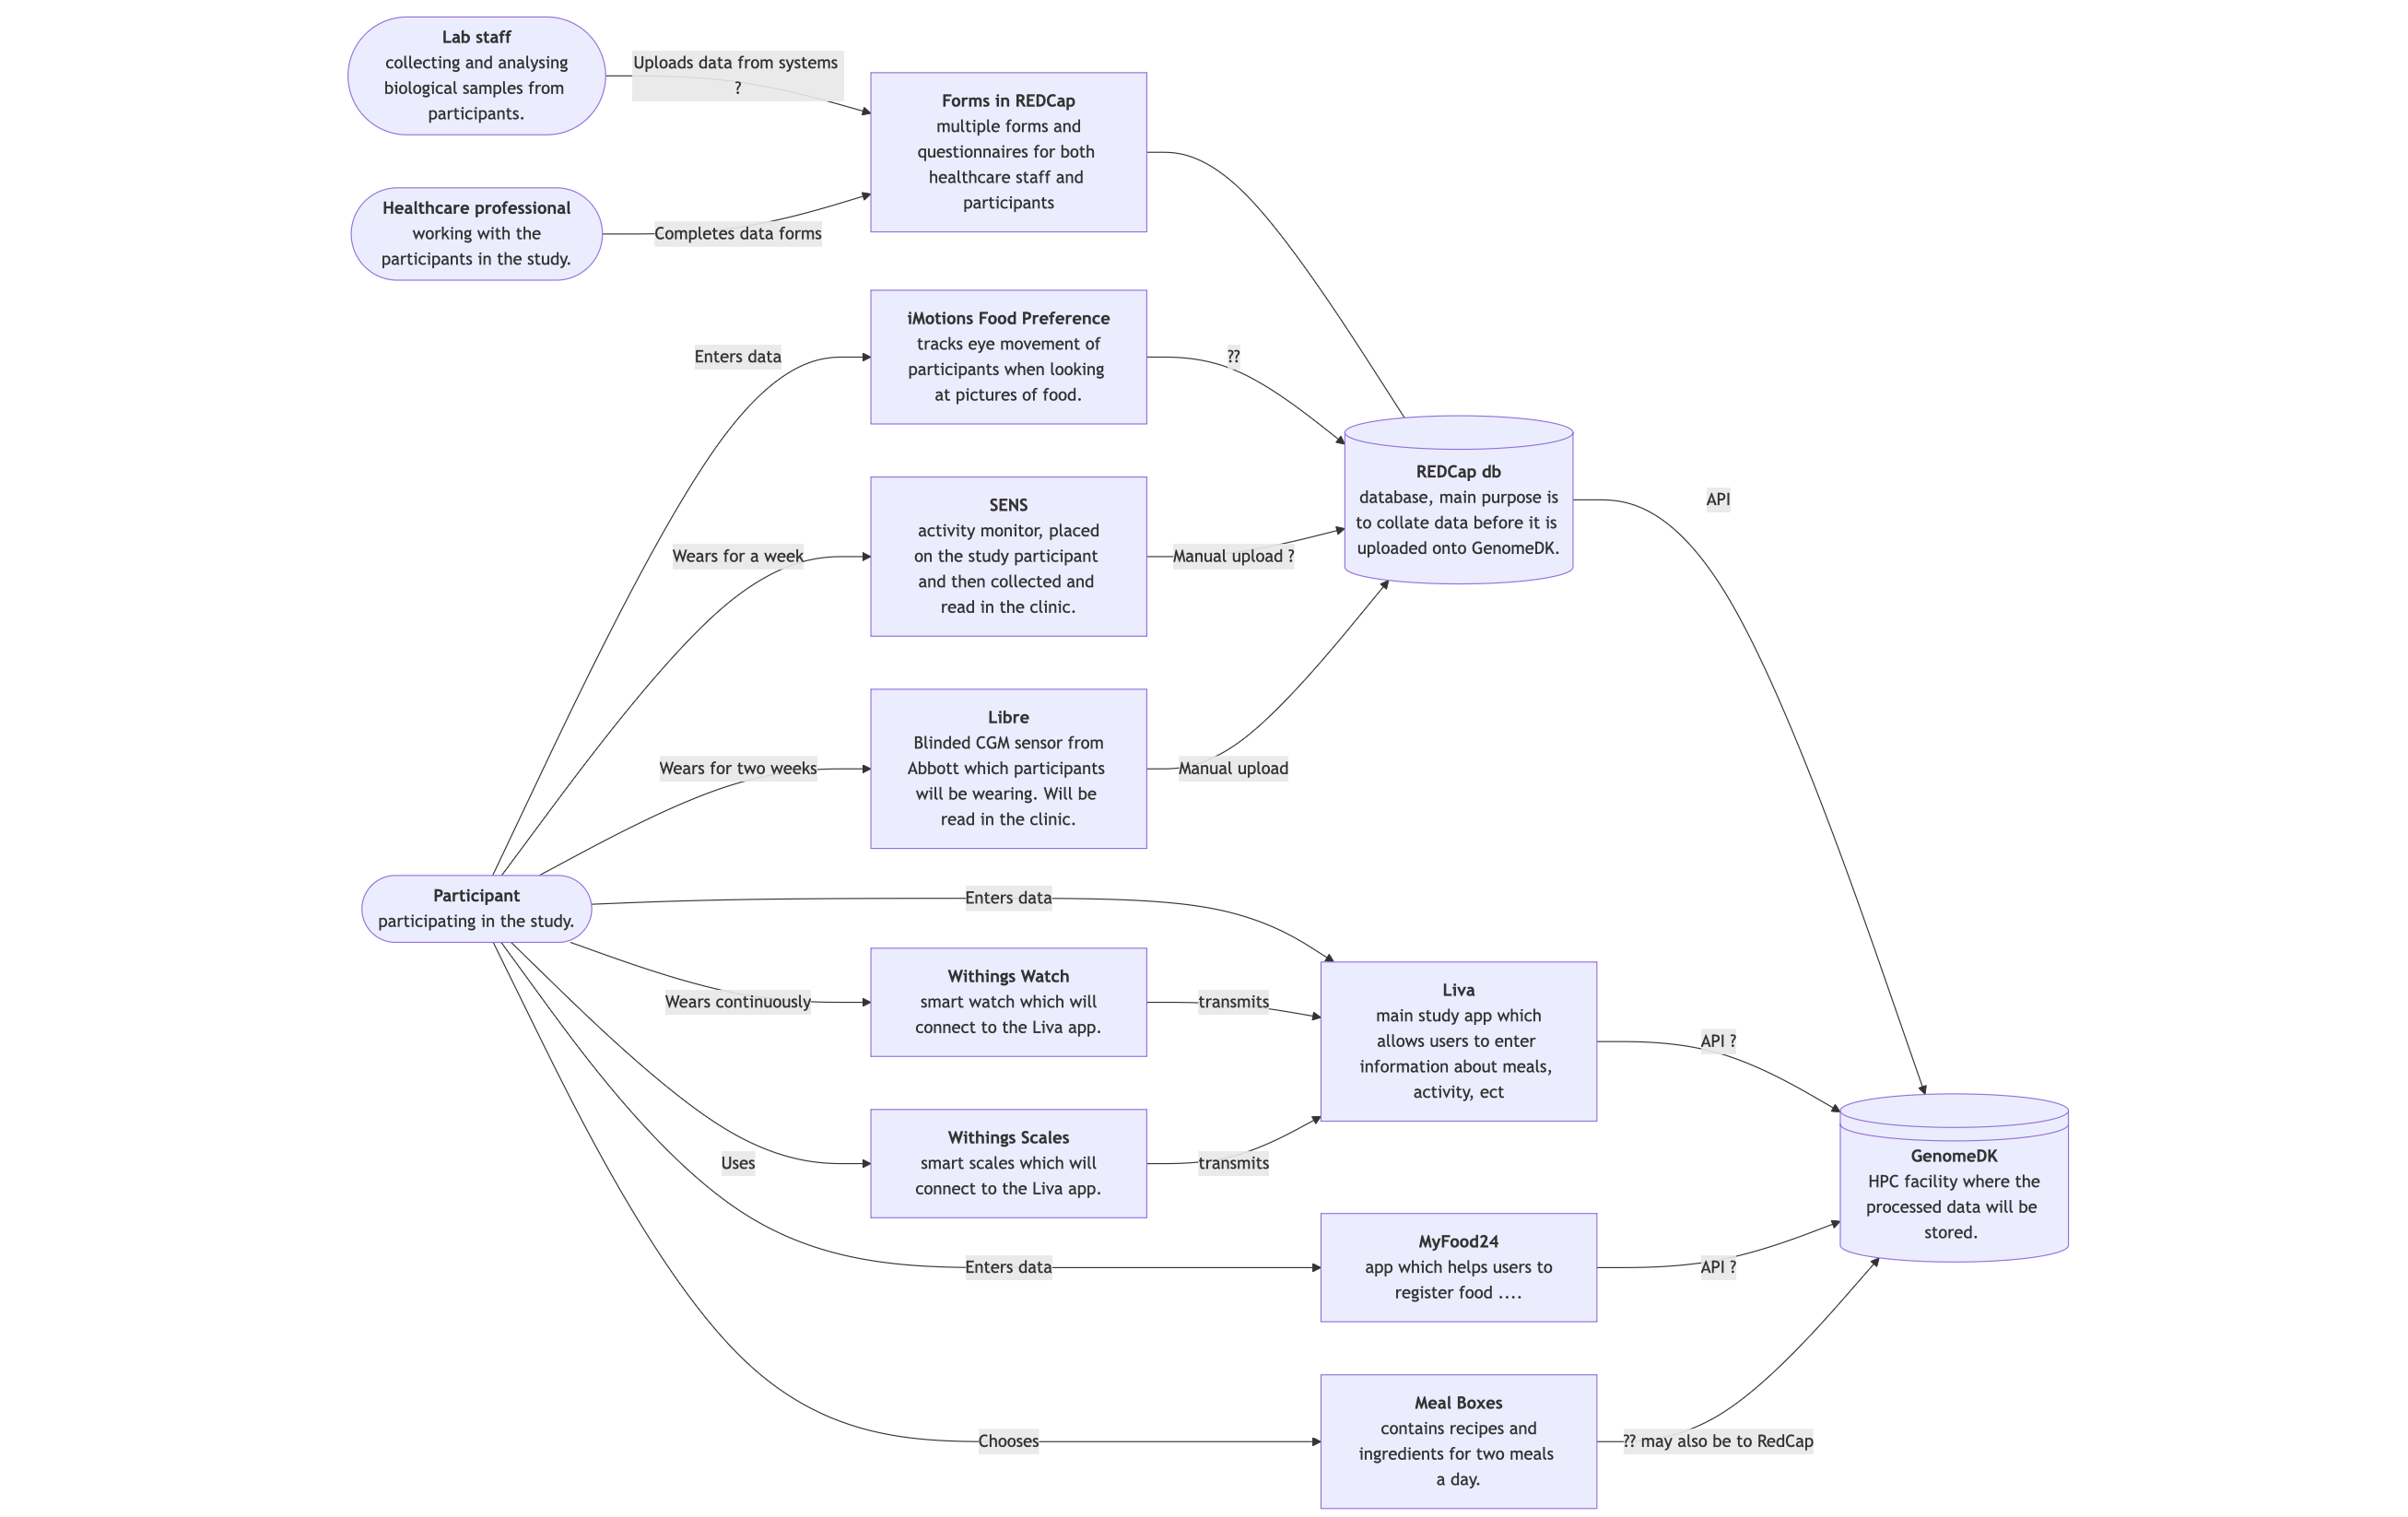 Lab staff
collecting and analysing
biological samples from
participants.
Uploads data from systems
?
Healthcare professional
working with the
participants in the study.
Completes data forms
Forms in REDCap
multiple forms and
questionnaires for both
healthcare staff and
participants
Enters data
iMotions Food Preference
tracks eye movement of
participants when looking
at pictures of food.
??
Wears for a week
SENS
activity monitor, placed
on the study participant
and then collected and
read in the clinic.
Manual upload ?
REDCap db
database, main purpose is
to collate data before it is
uploaded onto GenomeDK.
API
Wears for two weeks
Libre
Blinded CGM sensor from
Abbott which participants
will be wearing. Will be
read in the clinic.
Manual upload
Participant
participating in the study.
Enters data
Wears continuously
Withings Watch
smart watch which will
connect to the Liva app.
transmits
Liva
main study app which
allows users to enter
information about meals,
activity, ect
API ?
Uses
Withings Scales
smart scales which will
connect to the Liva app.
transmits
GenomeDK
HPC facility where the
processed data will be
stored.
Enters data
MyFood24
app which helps users to
register food ....
API ?
Chooses
Meal Boxes
contains recipes and
ingredients for two meals
a day.
?? may also be to RedCap